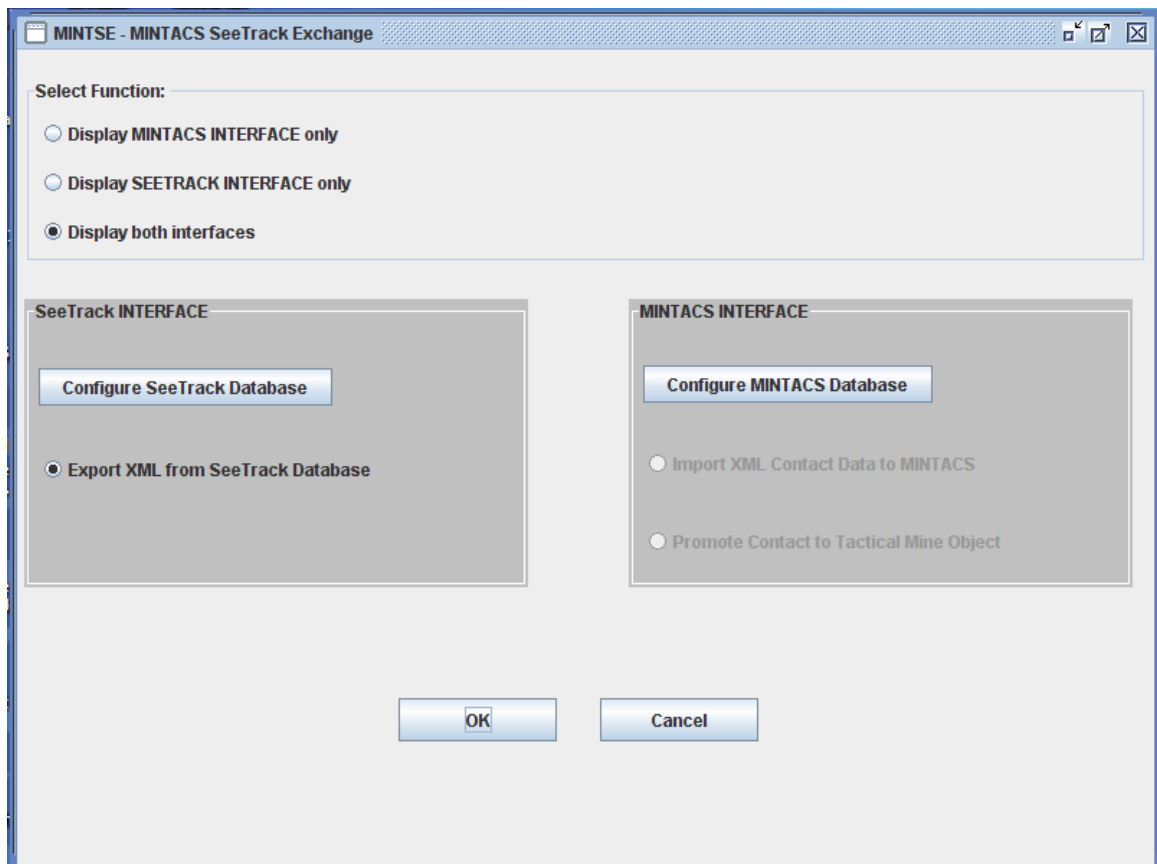 MINTSE - MINTACS SeeTrack Exchange
Select Function:
Display MINTACS INTERFACE only
Display SEETRACK INTERFACE only
Display both interfaces
SeeTrack INTERFACE
Configure SeeTrack Database
Export XML from SeeTrack Database
MINTACS INTERFACE
Configure MINTACS Database
Import XML Contact Data to MINTACS
Promote Contact to Tactical Mine Object
OK
Cancel